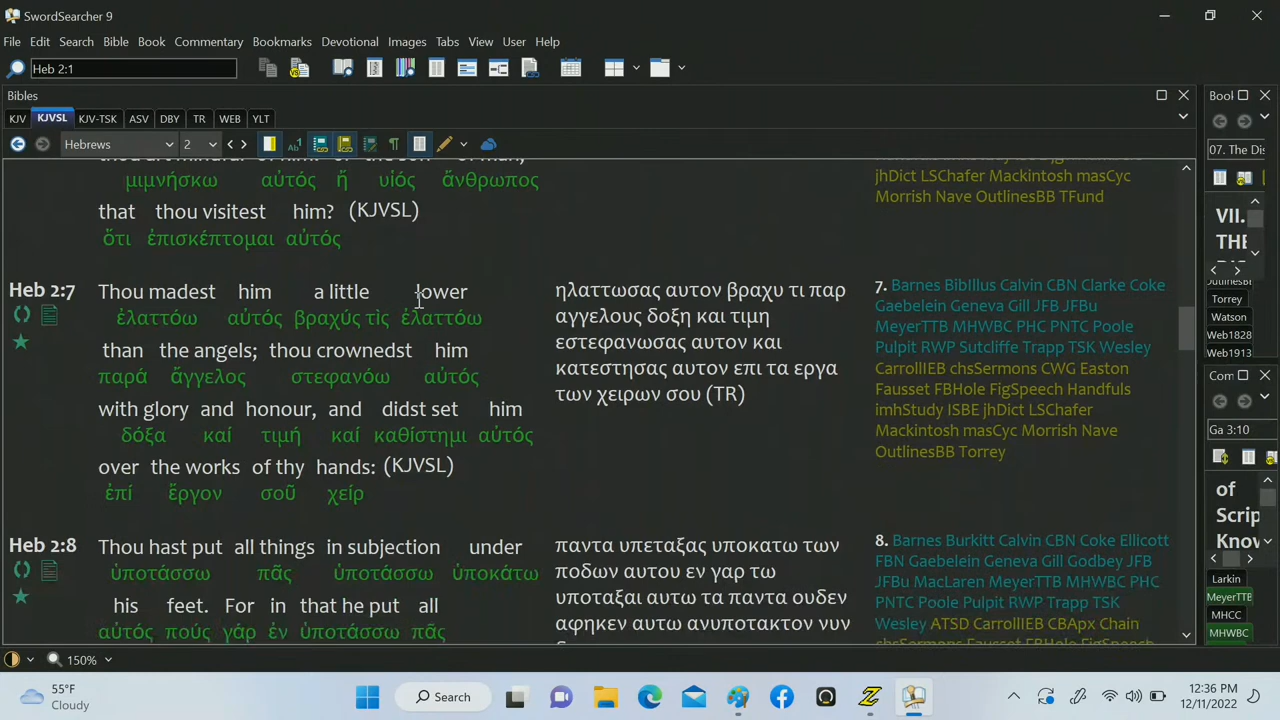 SwordSearcher 9
File Edit Search Bible Book Commentary Bookmarks Devotional Images Tabs View User Help
Heb 2:1
Bibles
KJV KJVSL KJV-TSK ASV DBY TR WEB YLT
Hebrews 2
μιμνήσκω αὐτός ἤ υἱός ἄνθρωπος
that thou visitest him? (KJVSL)
ὅτι ἐπισκέπτομαι αὐτός
jhDict LSChafer Mackintosh masCyc
Morrish Nave OutlinesBB TFund
Heb 2:7
Thou madest him a little lower
ἐλαττόω αὐτός βραχύς τὶς ἐλαττόω
than the angels; thou crownedst him
παρά ἄγγελος στεφανόω αὐτός
with glory and honour, and didst set him
δόξα καί τιμή καί καθίστημι αὐτός
over the works of thy hands: (KJVSL)
ἐπί ἔργον σοῦ χείρ
ηλαττωσας αυτον βραχυ τι παρ
αγγελους δοξη και τιμη
εστεφανωσας αυτον και
κατεστησας αυτον επι τα εργα
των χειρων σου (TR)
7. Barnes BibIllus Calvin CBN Clarke Coke
Gaebelein Geneva Gill JFB JFBu
MeyerTTB MHWBC PHC PNTC Poole
Pulpit RWP Sutcliffe Trapp TSK Wesley
CarrollIEB chsSermons CWG Easton
Fausset FBHole FigSpeech Handfuls
imhStudy ISBE jhDict LSChafer
Mackintosh masCyc Morrish Nave
OutlinesBB Torrey
Heb 2:8
Thou hast put all things in subjection under
ὑποτάσσω πᾶς ὑποτάσσω ὑποκάτω
his feet. For in that he put all
αὐτός πούς γάρ ἐν ὑποτάσσω πᾶς
παντα υπεταξας υποκατω των
ποδων αυτου εν γαρ τω
υποταξαι αυτω τα παντα ουδεν
αφηκεν αυτω ανυποτακτον νυν
8. Barnes Burkitt Calvin CBN Coke Ellicott
FBN Gaebelein Geneva Gill Godbey JFB
JFBu MacLaren MeyerTTB MHWBC PHC
PNTC Poole Pulpit RWP Trapp TSK
Wesley ATSD CarrollIEB CBApx Chain
chsSermons Fausset FBHole FigSpeech
Bool
07. The Dis
VII.
THE
Torrey
Watson
Web1828
Web1913
Com
Ga 3:10
of
Scrip
Know
Larkin
MeyerTTB
MHCC
MHWBC
150%
55°F
Cloudy
Search
12:36 PM
12/11/2022